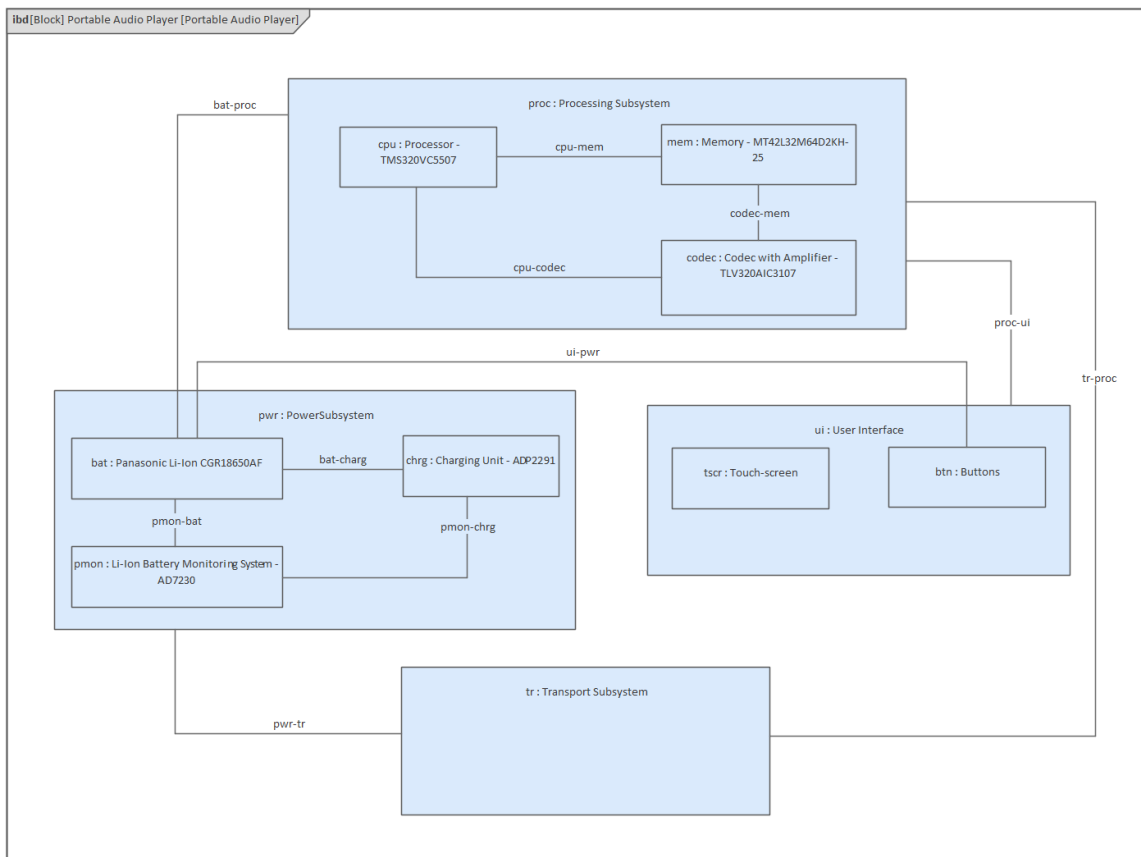 ibd [Block] Portable Audio Player [Portable Audio Player]
bat-proc
proc : Processing Subsystem
cpu : Processor -
TMS320VC5507
cpu-mem
mem : Memory - MT42L32M64D2KH-
25
codec-mem
cpu-codec
codec : Codec with Amplifier -
TLV320AIC3107
proc-ui
ui-pwr
tr-proc
pwr : PowerSubsystem
bat : Panasonic Li-Ion CGR18650AF
bat-charg
chrg : Charging Unit - ADP2291
pmon-bat
pmon-chrg
pmon : Li-Ion Battery Monitoring System -
AD7230
ui : User Interface
tscr : Touch-screen
btn : Buttons
tr : Transport Subsystem
pwr-tr